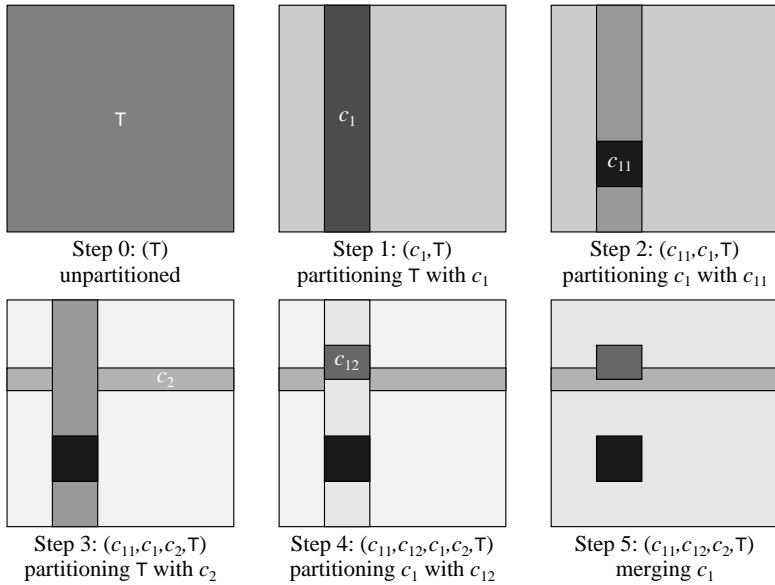 T
c₁
c₁₁
Step 0: (T)
unpartitioned
Step 1: (c₁,T)
partitioning T with c₁
Step 2: (c₁₁,c₁,T)
partitioning c₁ with c₁₁
c₂
c₁₂
Step 3: (c₁₁,c₁,c₂,T)
partitioning T with c₂
Step 4: (c₁₁,c₁₂,c₁,c₂,T)
partitioning c₁ with c₁₂
Step 5: (c₁₁,c₁₂,c₂,T)
merging c₁